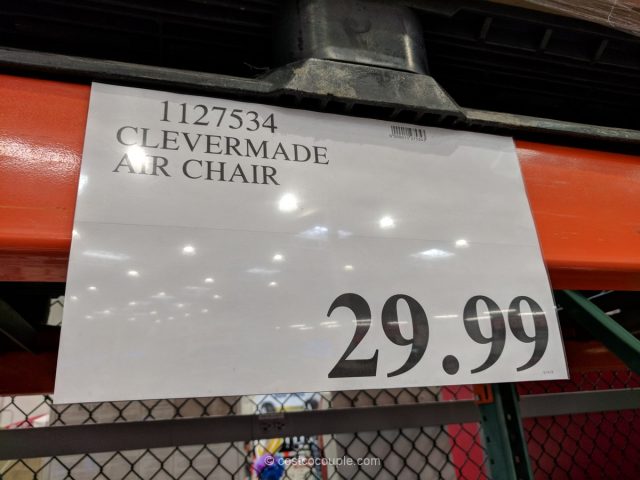 1127534
CLEVERMADE
AIR CHAIR
29.99
© costcocouple.com